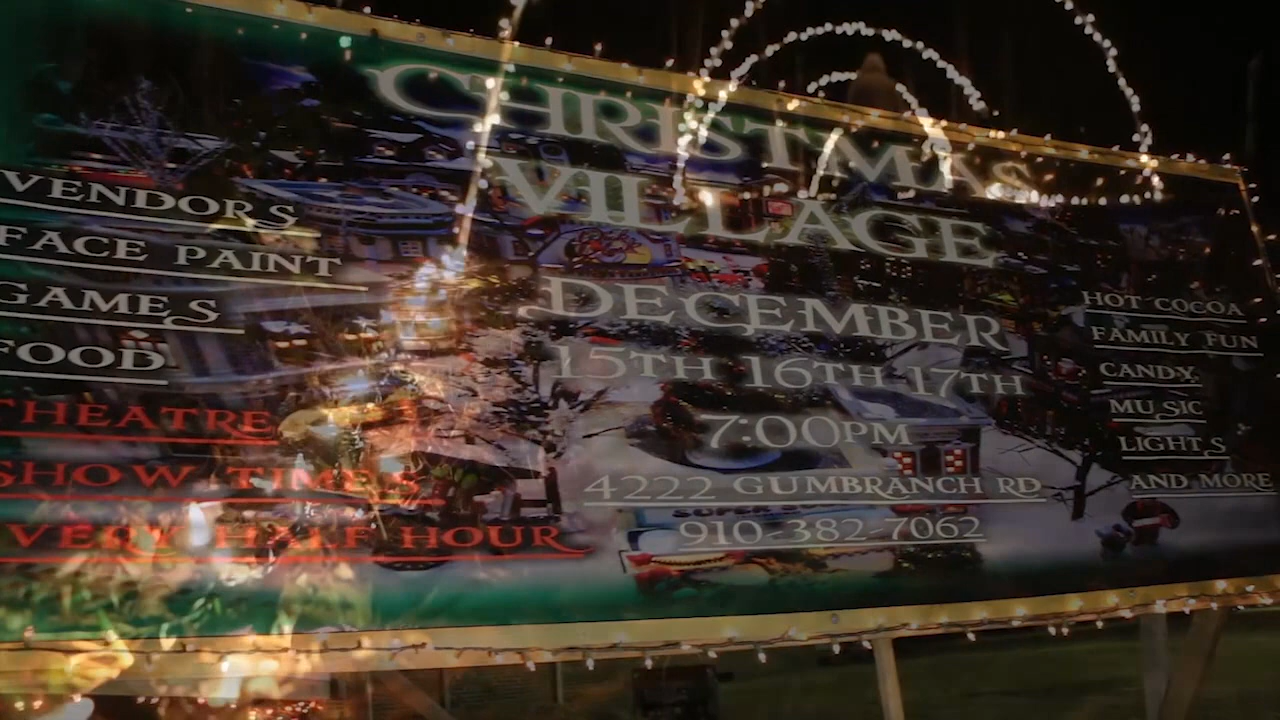 CHRISTMAS
VILLAGE
DECEMBER
15TH 16TH 17TH
7:00PM
4222 GUMBRANCH RD
910-382-7062
VENDORS
FACE PAINT
GAMES
FOOD
THEATRE
SHOW TIMES
VERY HALF HOUR
HOT COCOA
FAMILY FUN
CANDY
MUSIC
LIGHTS
AND MORE